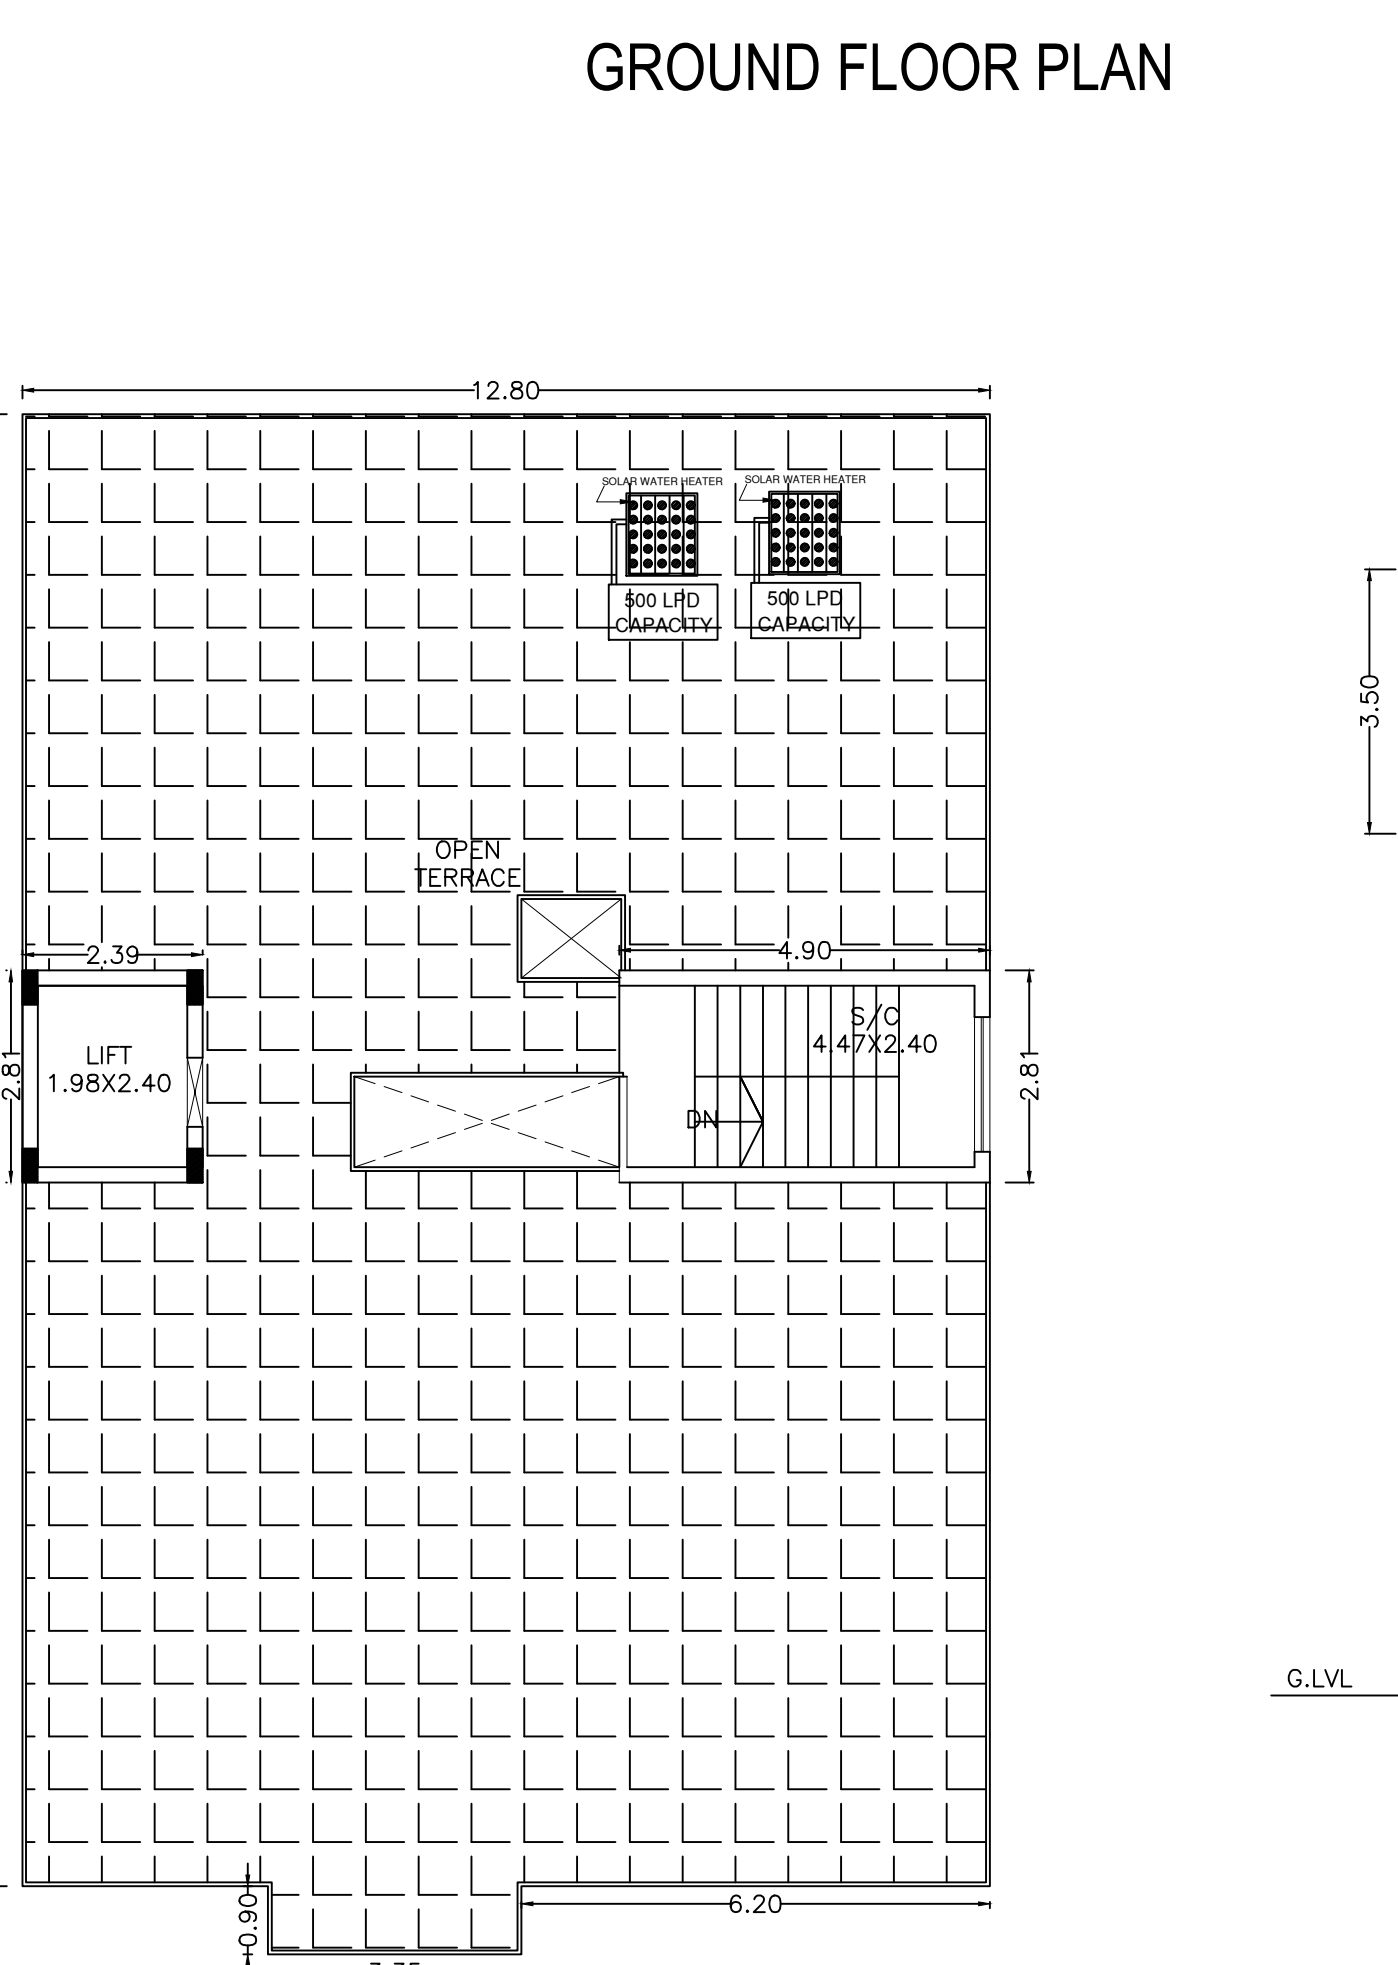 GROUND FLOOR PLAN
12.80
SOLAR WATER HEATER
SOLAR WATER HEATER
500 LPD
CAPACITY
500 LPD
CAPACITY
3.50
OPEN
TERRACE
2.39
4.90
S/C
4.47X2.40
LIFT
1.98X2.40
2.81
2.81
DN
G.LVL
0.90
6.20